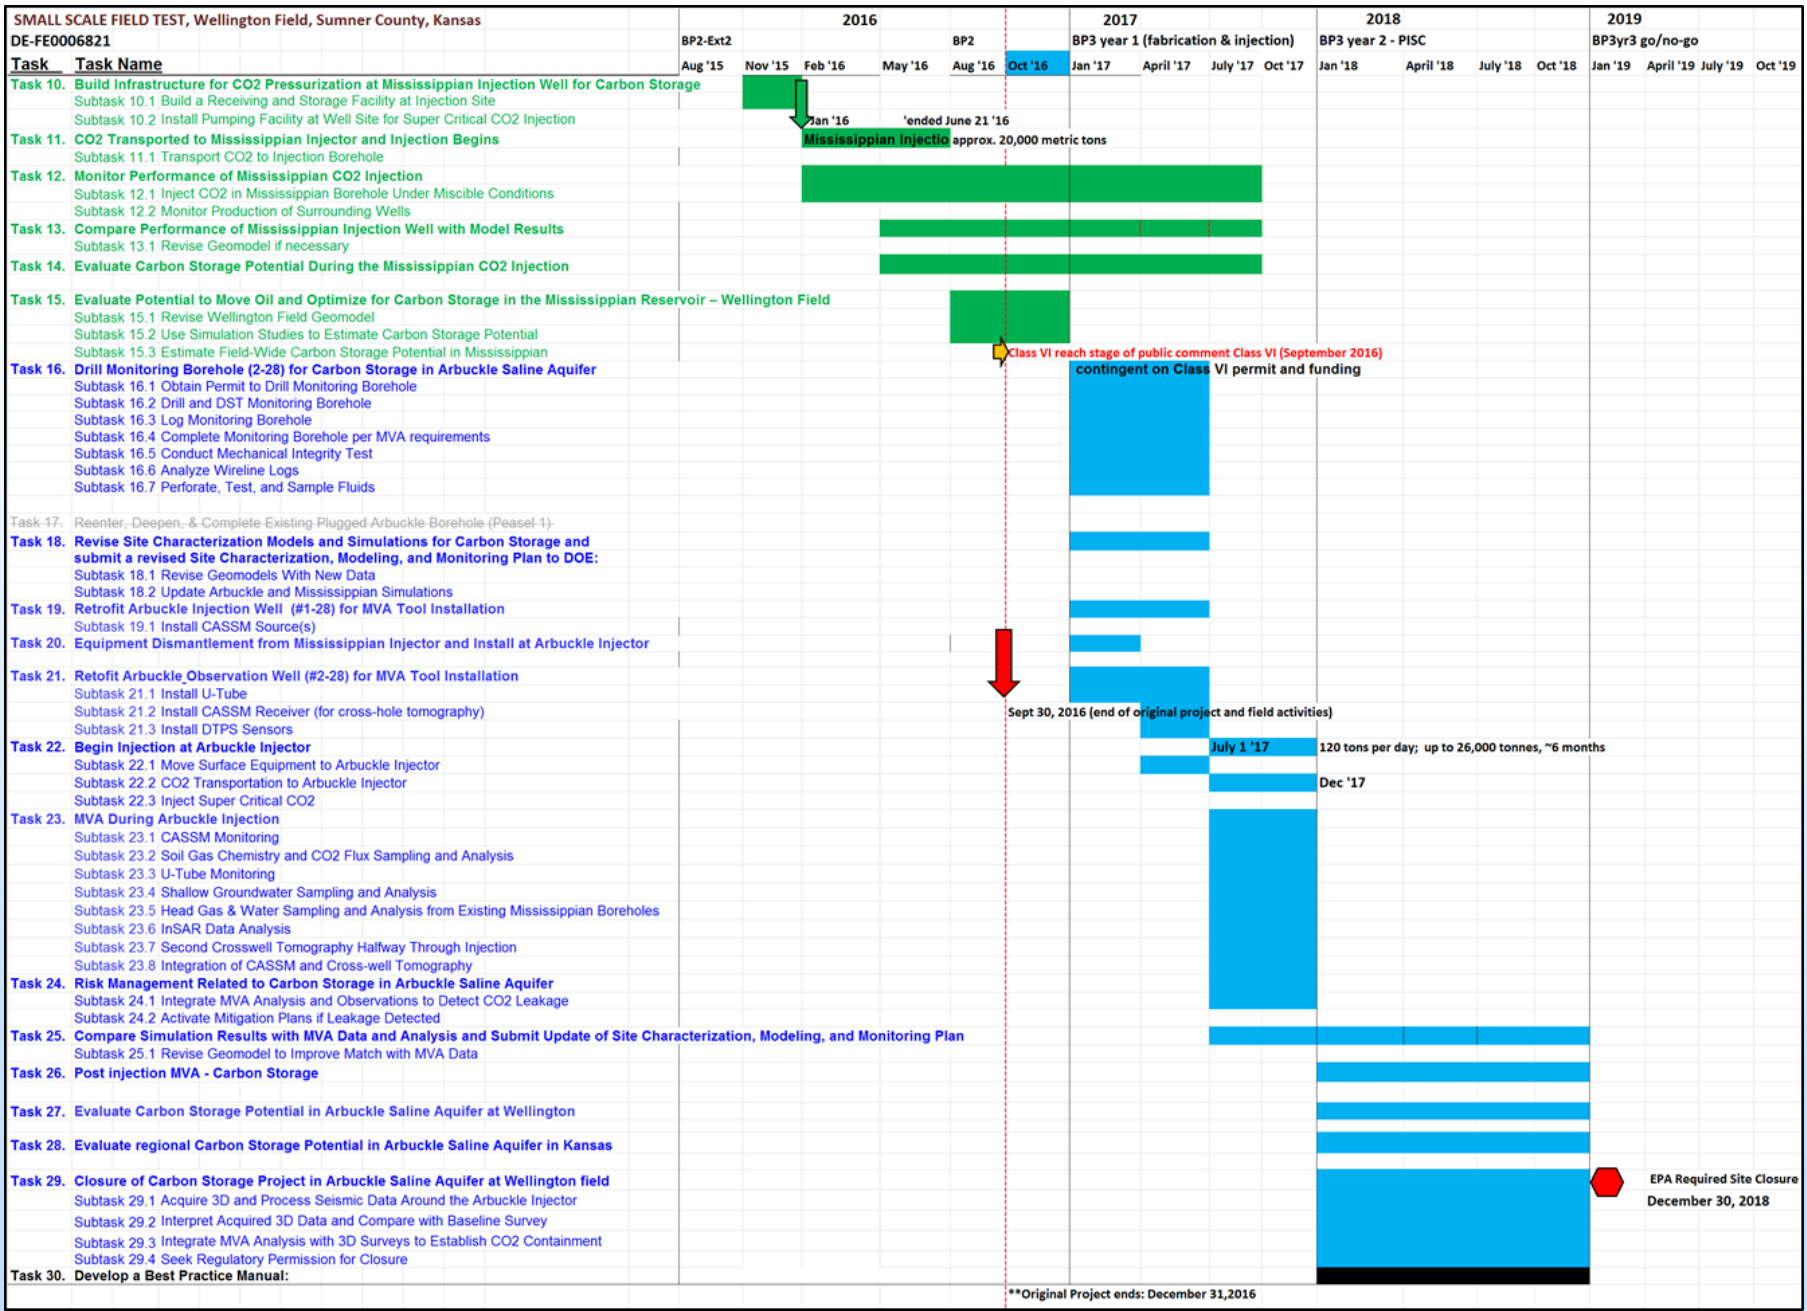 SMALL SCALE FIELD TEST, Wellington Field, Sumner County, Kansas 2016 2017 2018 2019
DE-FE0006821 BP2-Ext2 BP2 BP3 year 1 (fabrication & injection) BP3 year 2 - PISC BP3yr3 go/no-go
Task Task Name Aug '15 Nov '15 Feb '16 May '16 Aug '16 Oct '16 Jan '17 April '17 July '17 Oct '17 Jan '18 April '18 July '18 Oct '18 Jan '19 April '19 July '19 Oct '19
Task 10. Build Infrastructure for CO2 Pressurization at Mississippian Injection Well for Carbon Storage
Subtask 10.1 Build a Receiving and Storage Facility at Injection Site
Subtask 10.2 Install Pumping Facility at Well Site for Super Critical CO2 Injection Jan '16 'ended June 21 '16
Task 11. CO2 Transported to Mississippian Injector and Injection Begins Mississippian Injectio approx. 20,000 metric tons
Subtask 11.1 Transport CO2 to Injection Borehole
Task 12. Monitor Performance of Mississippian CO2 Injection
Subtask 12.1 Inject CO2 in Mississippian Borehole Under Miscible Conditions
Subtask 12.2 Monitor Production of Surrounding Wells
Task 13. Compare Performance of Mississippian Injection Well with Model Results
Subtask 13.1 Revise Geomodel if necessary
Task 14. Evaluate Carbon Storage Potential During the Mississippian CO2 Injection
Task 15. Evaluate Potential to Move Oil and Optimize for Carbon Storage in the Mississippian Reservoir – Wellington Field
Subtask 15.1 Revise Wellington Field Geomodel
Subtask 15.2 Use Simulation Studies to Estimate Carbon Storage Potential
Subtask 15.3 Estimate Field-Wide Carbon Storage Potential in Mississippian Class VI reach stage of public comment Class VI (September 2016)
Task 16. Drill Monitoring Borehole (2-28) for Carbon Storage in Arbuckle Saline Aquifer contingent on Class VI permit and funding
Subtask 16.1 Obtain Permit to Drill Monitoring Borehole
Subtask 16.2 Drill and DST Monitoring Borehole
Subtask 16.3 Log Monitoring Borehole
Subtask 16.4 Complete Monitoring Borehole per MVA requirements
Subtask 16.5 Conduct Mechanical Integrity Test
Subtask 16.6 Analyze Wireline Logs
Subtask 16.7 Perforate, Test, and Sample Fluids
Task 17. Reenter, Deepen, & Complete Existing Plugged Arbuckle Borehole (Peasel 1)
Task 18. Revise Site Characterization Models and Simulations for Carbon Storage and
submit a revised Site Characterization, Modeling, and Monitoring Plan to DOE:
Subtask 18.1 Revise Geomodels With New Data
Subtask 18.2 Update Arbuckle and Mississippian Simulations
Task 19. Retrofit Arbuckle Injection Well (#1-28) for MVA Tool Installation
Subtask 19.1 Install CASSM Source(s)
Task 20. Equipment Dismantlement from Mississippian Injector and Install at Arbuckle Injector
Task 21. Retofit Arbuckle Observation Well (#2-28) for MVA Tool Installation
Subtask 21.1 Install U-Tube
Subtask 21.2 Install CASSM Receiver (for cross-hole tomography) Sept 30, 2016 (end of original project and field activities)
Subtask 21.3 Install DTPS Sensors
Task 22. Begin Injection at Arbuckle Injector July 1 '17 120 tons per day; up to 26,000 tonnes, ~6 months
Subtask 22.1 Move Surface Equipment to Arbuckle Injector
Subtask 22.2 CO2 Transportation to Arbuckle Injector Dec '17
Subtask 22.3 Inject Super Critical CO2
Task 23. MVA During Arbuckle Injection
Subtask 23.1 CASSM Monitoring
Subtask 23.2 Soil Gas Chemistry and CO2 Flux Sampling and Analysis
Subtask 23.3 U-Tube Monitoring
Subtask 23.4 Shallow Groundwater Sampling and Analysis
Subtask 23.5 Head Gas & Water Sampling and Analysis from Existing Mississippian Boreholes
Subtask 23.6 InSAR Data Analysis
Subtask 23.7 Second Crosswell Tomography Halfway Through Injection
Subtask 23.8 Integration of CASSM and Cross-well Tomography
Task 24. Risk Management Related to Carbon Storage in Arbuckle Saline Aquifer
Subtask 24.1 Integrate MVA Analysis and Observations to Detect CO2 Leakage
Subtask 24.2 Activate Mitigation Plans if Leakage Detected
Task 25. Compare Simulation Results with MVA Data and Analysis and Submit Update of Site Characterization, Modeling, and Monitoring Plan
Subtask 25.1 Revise Geomodel to Improve Match with MVA Data
Task 26. Post injection MVA - Carbon Storage
Task 27. Evaluate Carbon Storage Potential in Arbuckle Saline Aquifer at Wellington
Task 28. Evaluate regional Carbon Storage Potential in Arbuckle Saline Aquifer in Kansas
Task 29. Closure of Carbon Storage Project in Arbuckle Saline Aquifer at Wellington field EPA Required Site Closure
Subtask 29.1 Acquire 3D and Process Seismic Data Around the Arbuckle Injector December 30, 2018
Subtask 29.2 Interpret Acquired 3D Data and Compare with Baseline Survey
Subtask 29.3 Integrate MVA Analysis with 3D Surveys to Establish CO2 Containment
Subtask 29.4 Seek Regulatory Permission for Closure
Task 30. Develop a Best Practice Manual:
**Original Project ends: December 31,2016